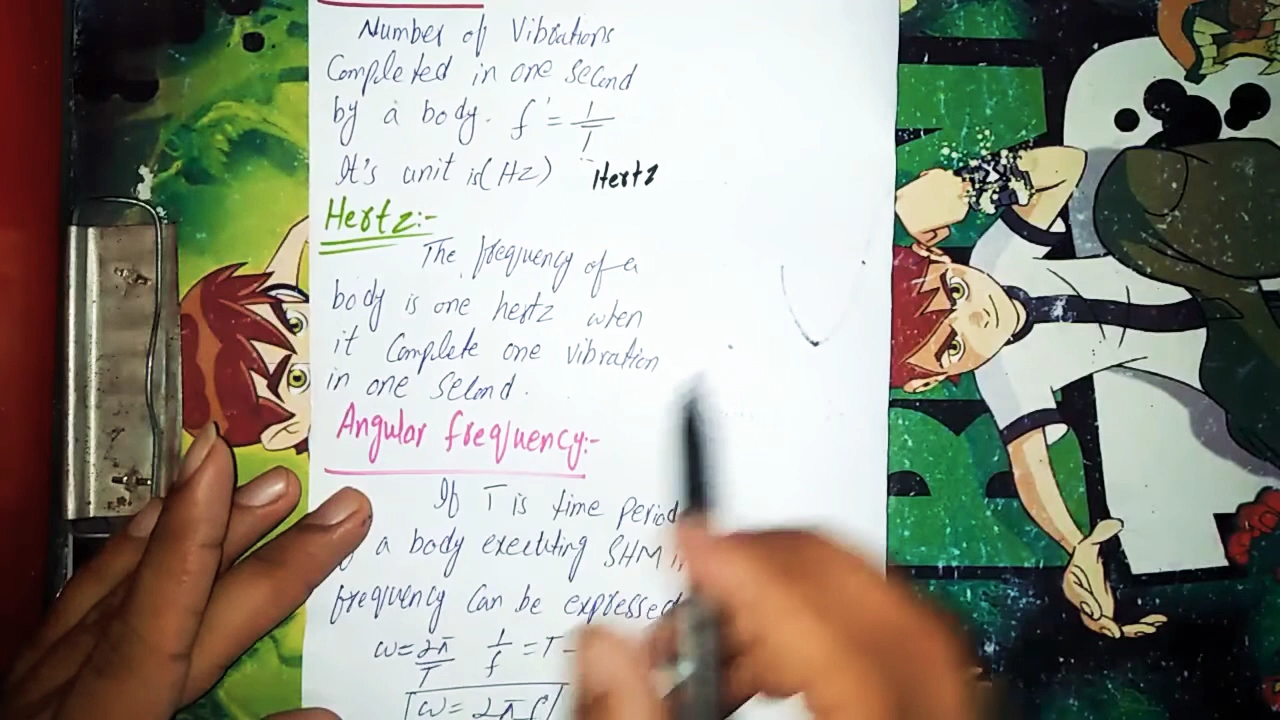 Number of Vibrations
Completed in one second
by a body. f = 1/T
It's unit is (Hz) Hertz
Hertz:-
The frequency of a
body is one hertz when
it Complete one vibration
in one second.
Angular frequency:-
If T is time period
a body executing SHM
frequency can be expressed
ω = 2π/T 1/f = T
ω = 2πf